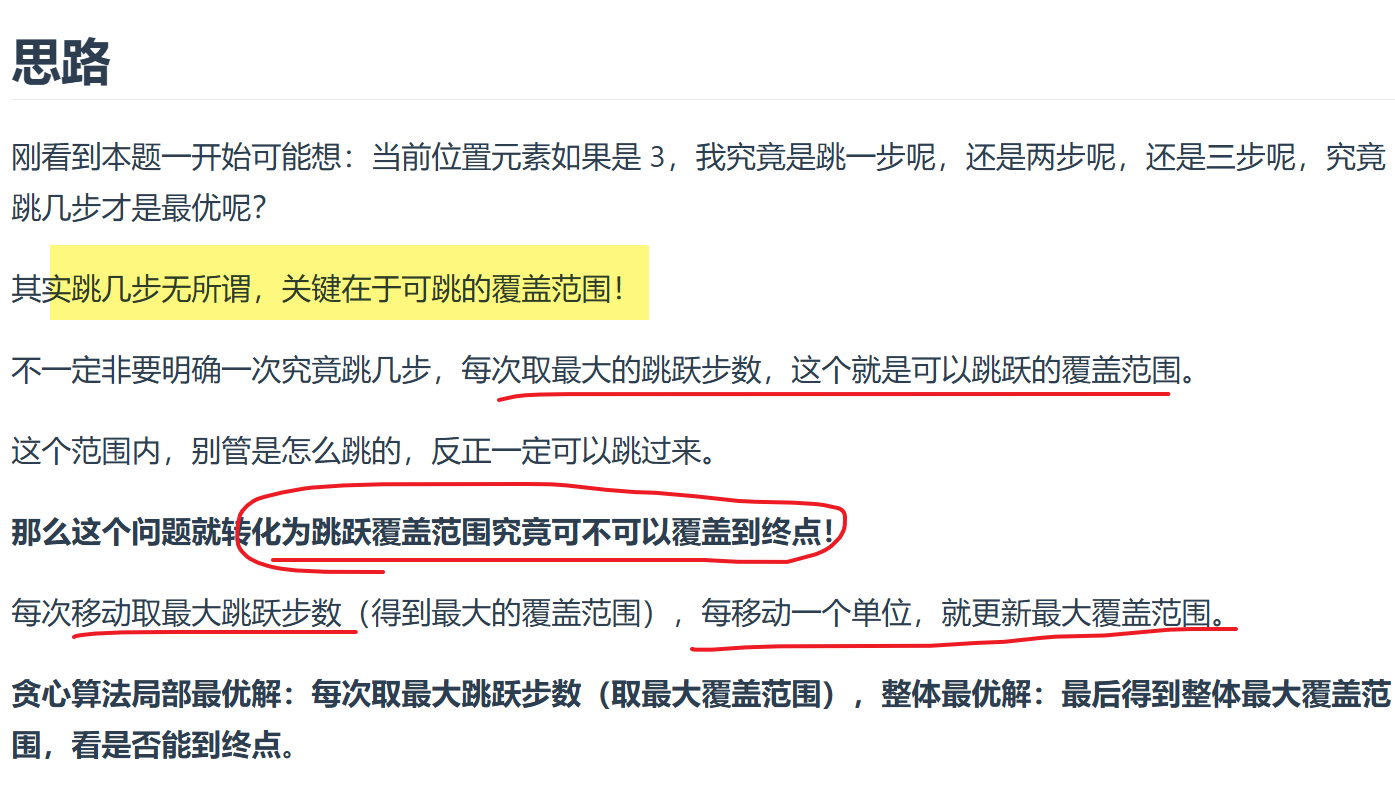 思路
刚看到本题一开始可能想：当前位置元素如果是 3，我究竟是跳一步呢，还是两步呢，还是三步呢，究竟
跳几步才是最优呢？
其实跳几步无所谓，关键在于可跳的覆盖范围！
不一定非要明确一次究竟跳几步，每次取最大的跳跃步数，这个就是可以跳跃的覆盖范围。
这个范围内，别管是怎么跳的，反正一定可以跳过来。
那么这个问题就转化为跳跃覆盖范围究竟可不可以覆盖到终点！
每次移动取最大跳跃步数（得到最大的覆盖范围），每移动一个单位，就更新最大覆盖范围。
贪心算法局部最优解：每次取最大跳跃步数（取最大覆盖范围），整体最优解：最后得到整体最大覆盖范
围，看是否能到终点。